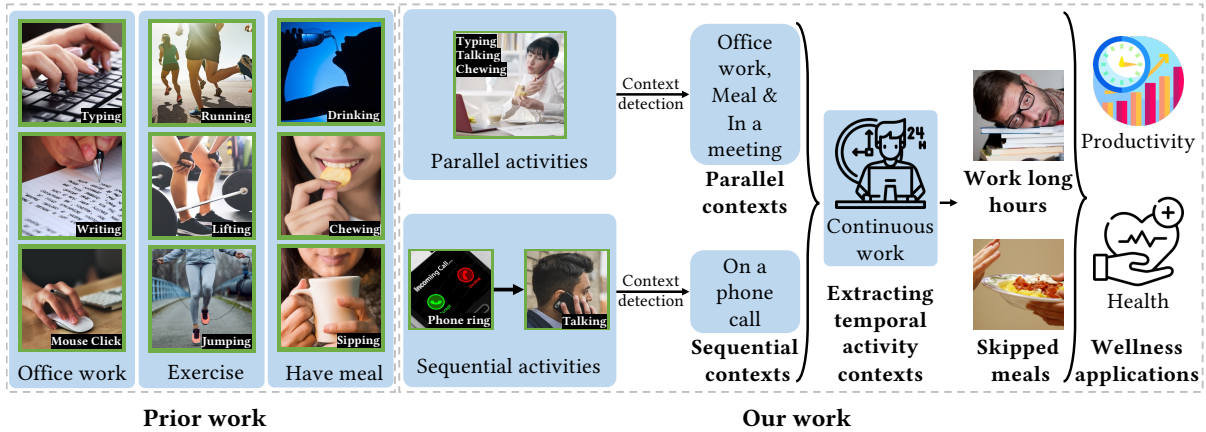 Typing
Writing
Mouse Click
Office work
Running
Lifting
Jumping
Exercise
Drinking
Chewing
Sipping
Have meal
Prior work
Typing
Talking
Chewing
Parallel activities
Context
detection
Office
work,
Meal &
In a
meeting
Parallel
contexts
Incoming Call...
Phone ring
Talking
Sequential activities
Context
detection
On a
phone
call
Sequential
contexts
24
H
Continuous
work
Extracting
temporal
activity
contexts
Work long
hours
Skipped
meals
Productivity
Health
Wellness
applications
Our work